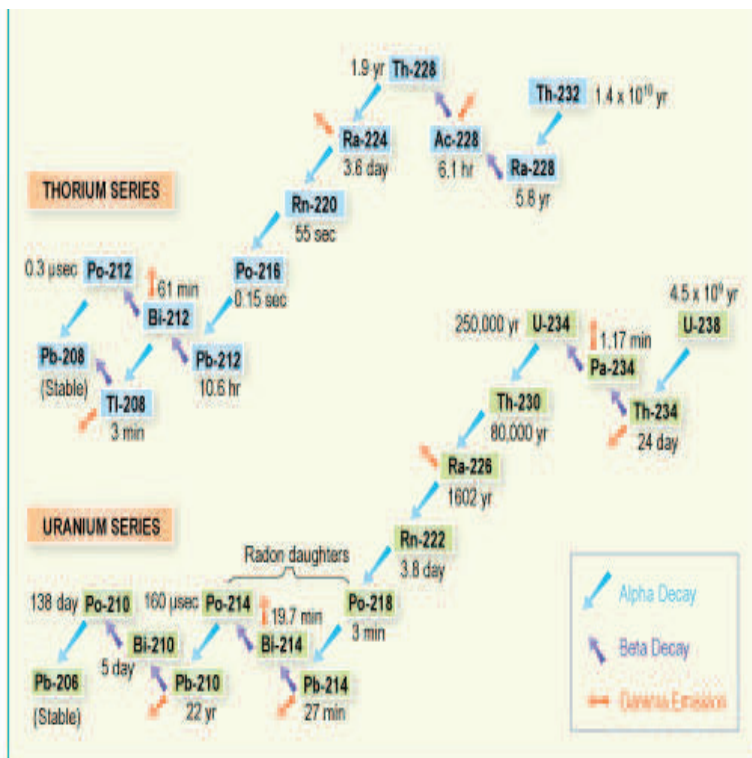 1.9 yr Th-228
Th-232 1.4 x 10¹⁰ yr
Ra-224
3.6 day
Ac-228
6.1 hr
Ra-228
5.8 yr
THORIUM SERIES
Rn-220
55 sec
0.3 µsec Po-212
61 min
Po-216
0.15 sec
Bi-212
Pb-208
(Stable)
Pb-212
10.6 hr
Tl-208
3 min
4.5 x 10⁹ yr
250,000 yr U-234
1.17 min
U-238
Pa-234
Th-230
80,000 yr
Th-234
24 day
Ra-226
1602 yr
URANIUM SERIES
Rn-222
3.8 day
Radon daughters
138 day Po-210
160 µsec Po-214
19.7 min
Po-218
3 min
Bi-210
5 day
Bi-214
Pb-206
(Stable)
Pb-210
22 yr
Pb-214
27 min
Alpha Decay
Beta Decay
Gamma Emission